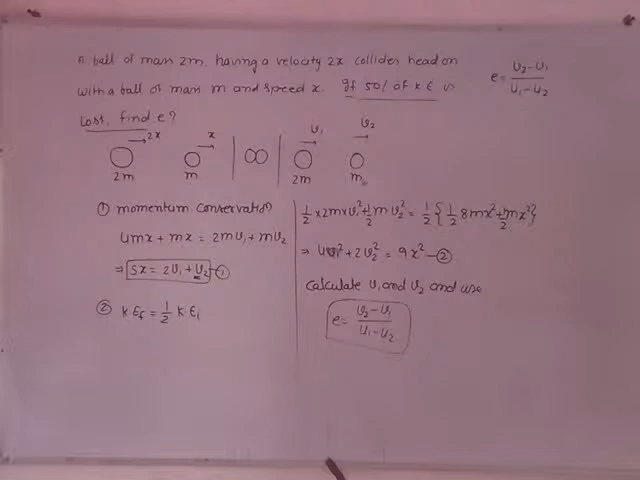 A ball of mass 2m, having a velocity 2x collides head on
with a ball of mass m and speed x. If 50% of K.E is
lost, find e?
e = U₂-U₁ / U₁-U₂
2x
x
U₁
U₂
2m
m
2m
m
① momentum conservation
4mx + mx = 2mU₁ + mU₂
⇒ 5x = 2U₁ + U₂ -①
② K Ef = 1/2 K.Ei
1/2 x 2m x U₁² + 1/2 m U₂² = 1/2 { 1/2 8mx² + 1/2 mx² }
⇒ 4U₁² + 2U₂² = 9x² -②
calculate U₁ and U₂ and use
e = U₂-U₁ / U₁-U₂